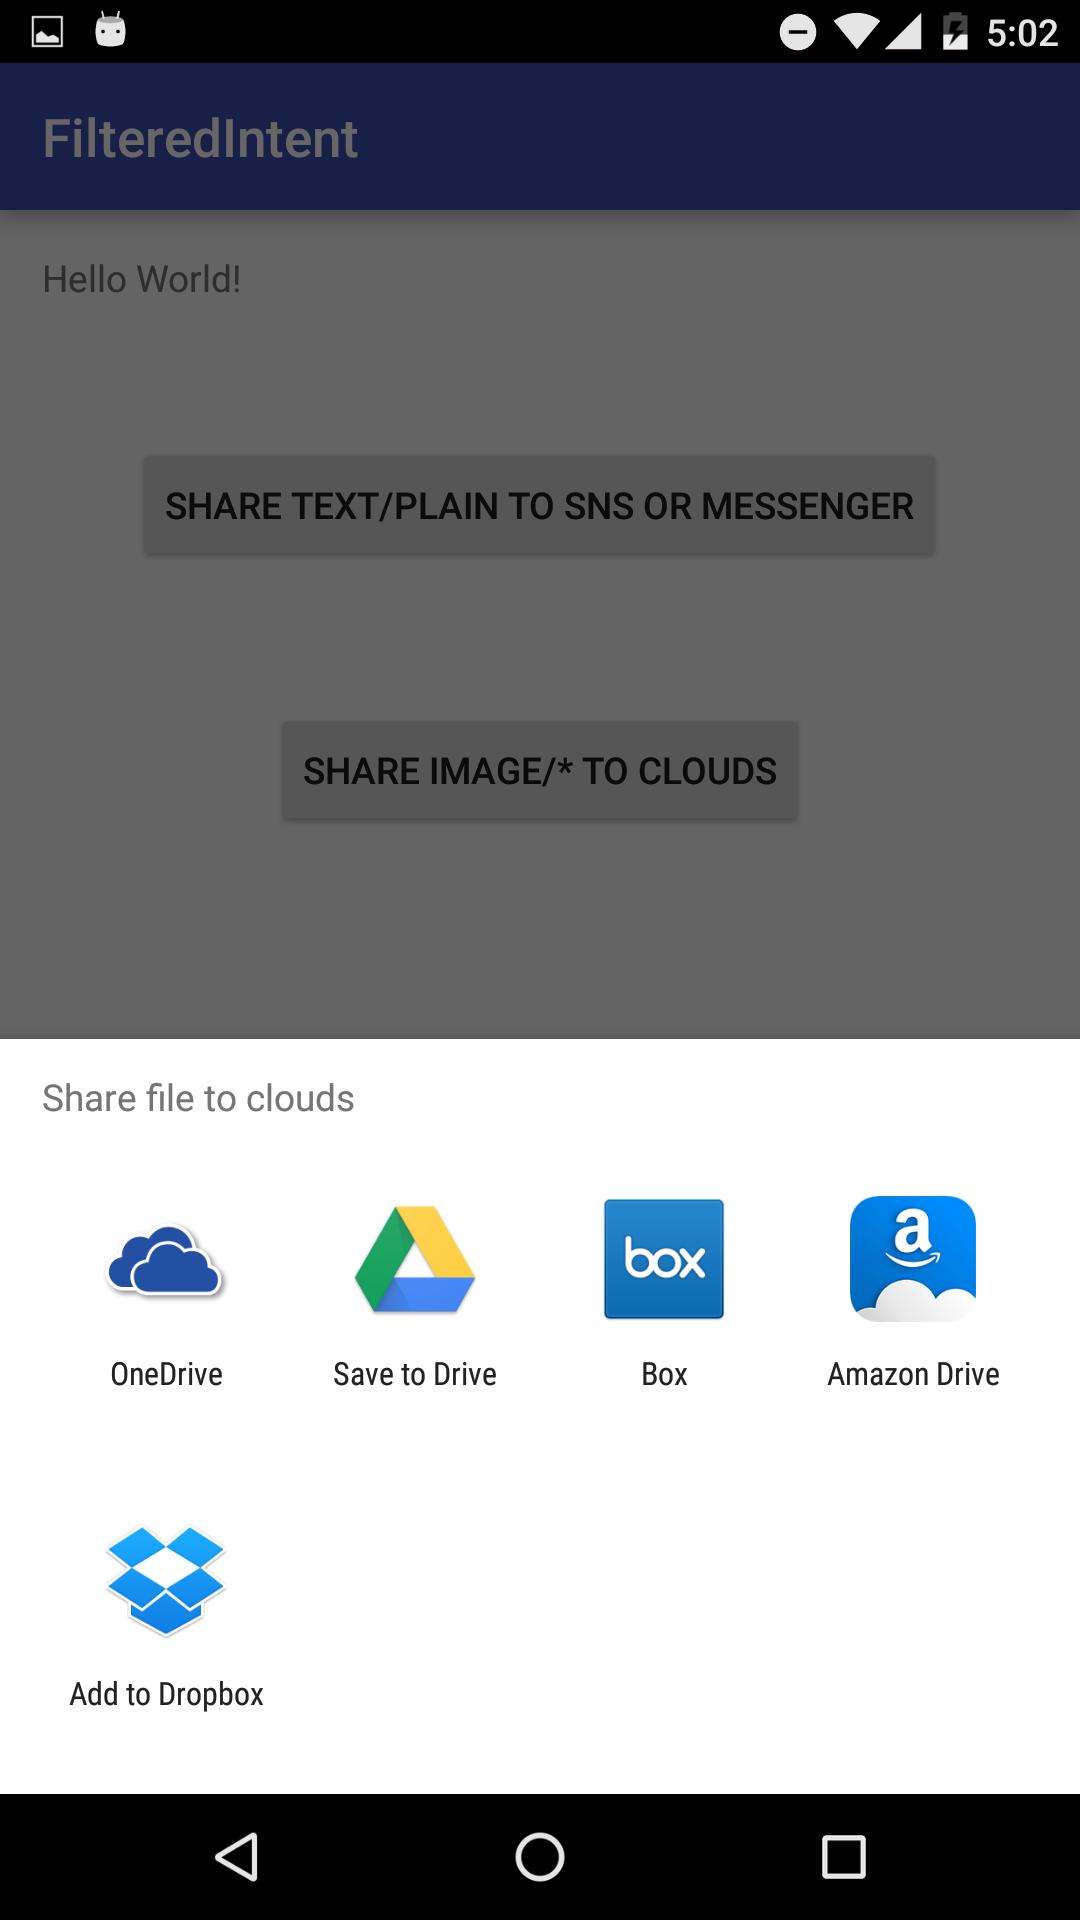 5:02
FilteredIntent
Hello World!
SHARE TEXT/PLAIN TO SNS OR MESSENGER
SHARE IMAGE/* TO CLOUDS
Share file to clouds
box
a
OneDrive
Save to Drive
Box
Amazon Drive
Add to Dropbox